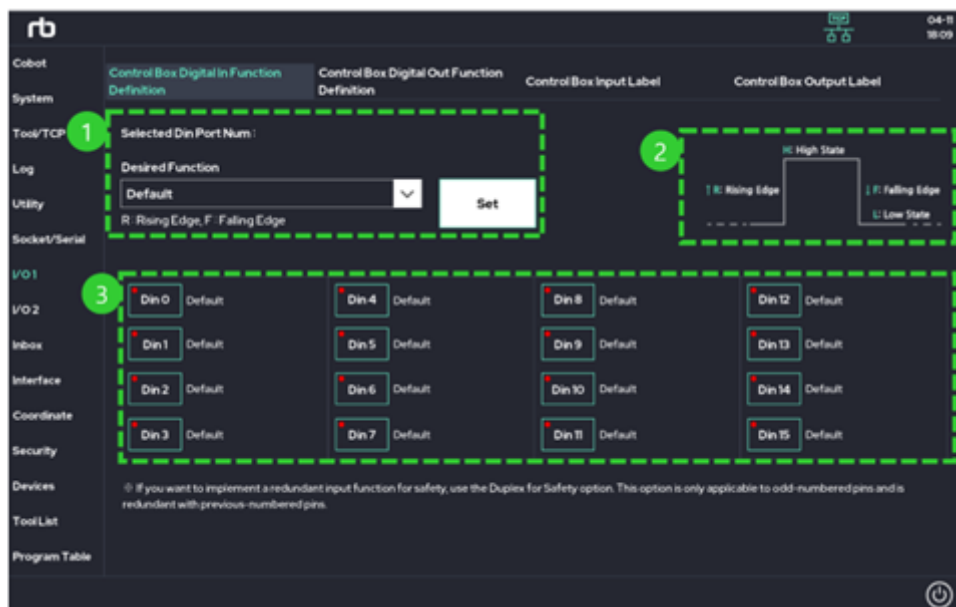 rb
TCP
04-11
18:09
Cobot
System
Tool/TCP
Log
Utility
Socket/Serial
I/O 1
I/O 2
Inbox
Interface
Coordinate
Security
Devices
Tool List
Program Table
Control Box Digital In Function
Definition
Control Box Digital Out Function
Definition
Control Box Input Label
Control Box Output Label
1
Selected Din Port Num :
Desired Function
Default
Set
R : Rising Edge, F : Falling Edge
2
H: High State
↑ R: Rising Edge
↓ F: Falling Edge
L: Low State
3
Din 0 Default
Din 4 Default
Din 8 Default
Din 12 Default
Din 1 Default
Din 5 Default
Din 9 Default
Din 13 Default
Din 2 Default
Din 6 Default
Din 10 Default
Din 14 Default
Din 3 Default
Din 7 Default
Din 11 Default
Din 15 Default
※ If you want to implement a redundant input function for safety, use the Duplex for Safety option. This option is only applicable to odd-numbered pins and is
redundant with previous-numbered pins.